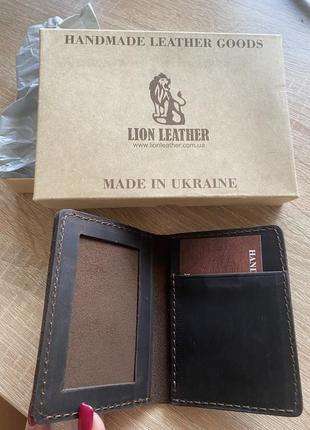 HANDMADE LEATHER GOODS
LION LEATHER
www.lionleather.com.ua
MADE IN UKRAINE